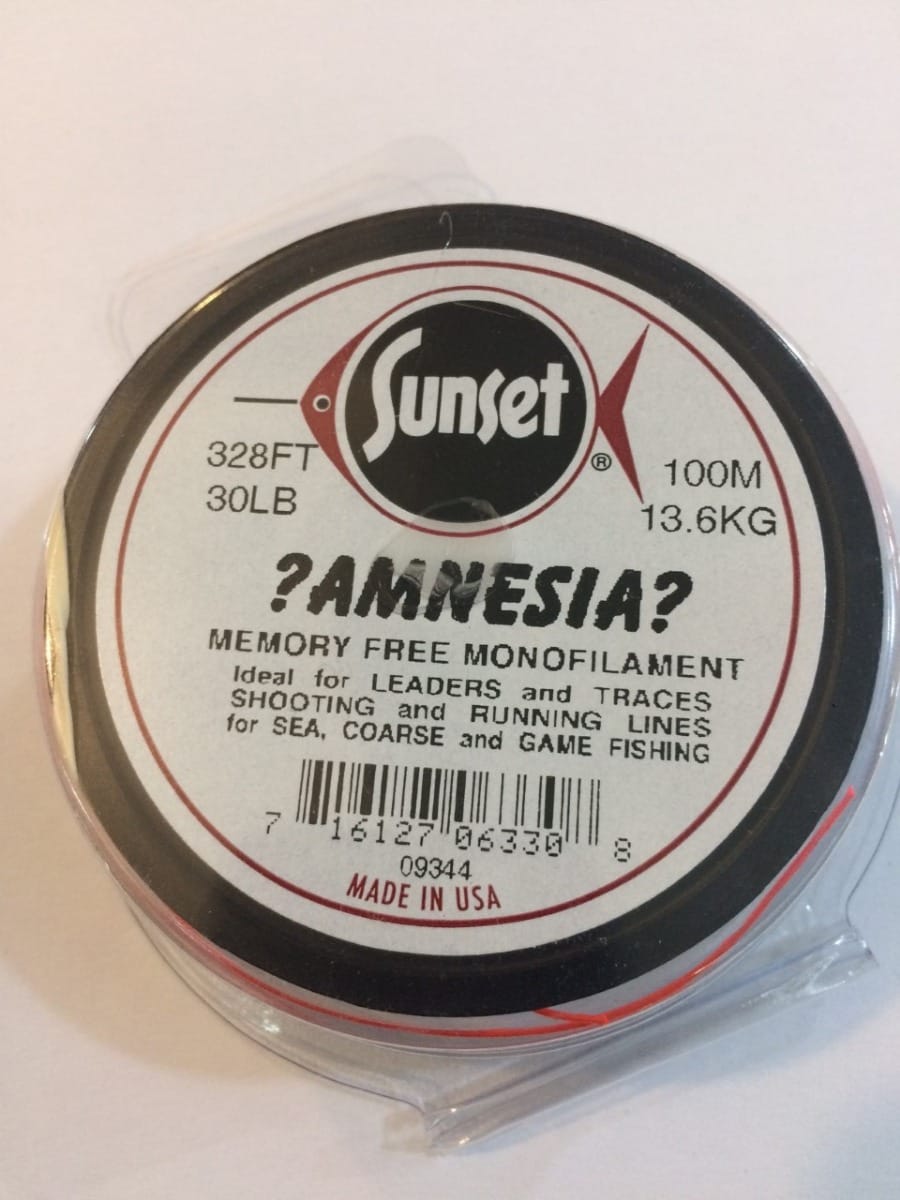 Sunset
®
328FT
30LB
100M
13.6KG
?AMNESIA?
MEMORY FREE MONOFILAMENT
Ideal for LEADERS and TRACES
SHOOTING and RUNNING LINES
for SEA, COARSE and GAME FISHING
7 16127 06330 8
09344
MADE IN USA